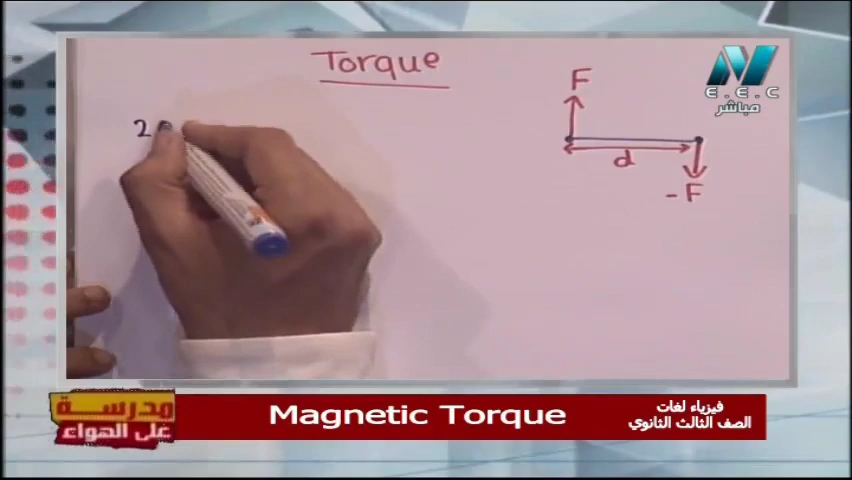 Torque
F
E.E.C
مباشر
2
d
-F
مدرسة
على الهواء
Magnetic Torque
فيزياء لغات
الصف الثالث الثانوي